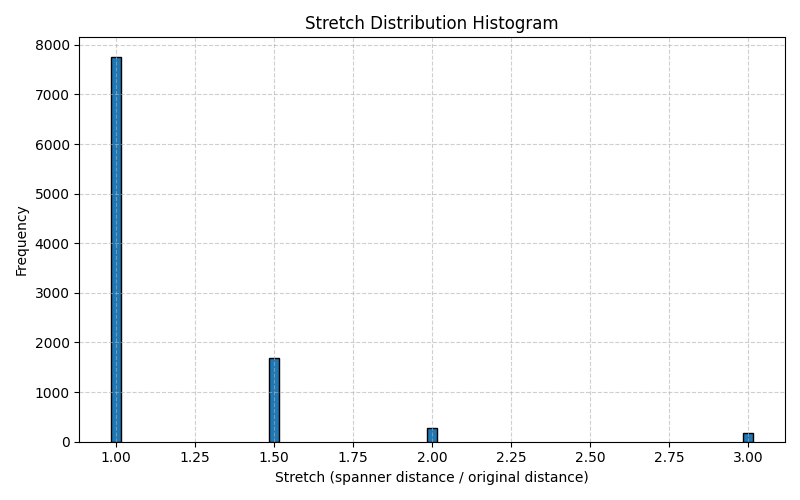 Stretch Distribution Histogram
8000
7000
6000
5000
4000
3000
2000
1000
0
Frequency
1.00 1.25 1.50 1.75 2.00 2.25 2.50 2.75 3.00
Stretch (spanner distance / original distance)